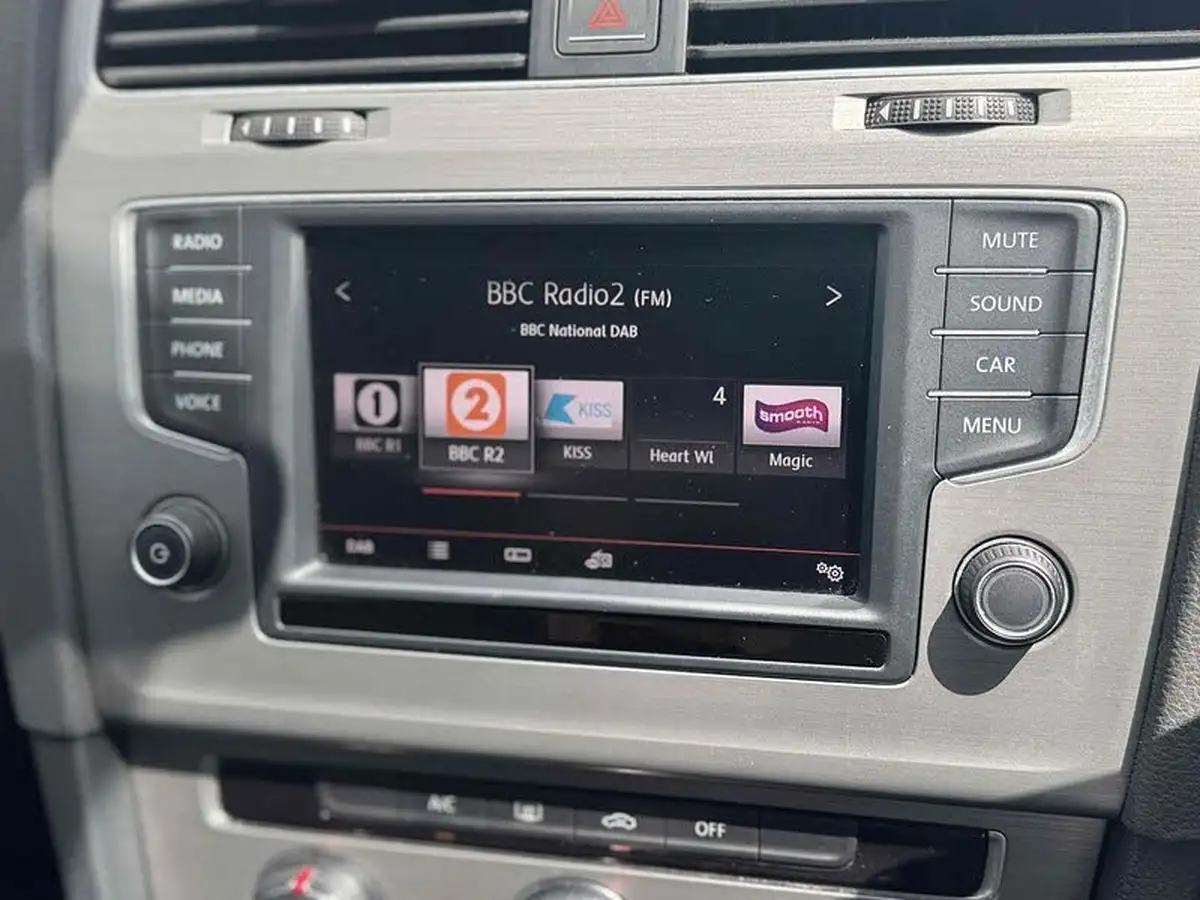 RADIO
MEDIA
PHONE
VOICE
BBC Radio2 (FM)
BBC National DAB
1
2
KISS
4
smooth
RADIO
BBC R1
BBC R2
KISS
Heart WI
Magic
DAB
MUTE
SOUND
CAR
MENU
A/C
OFF